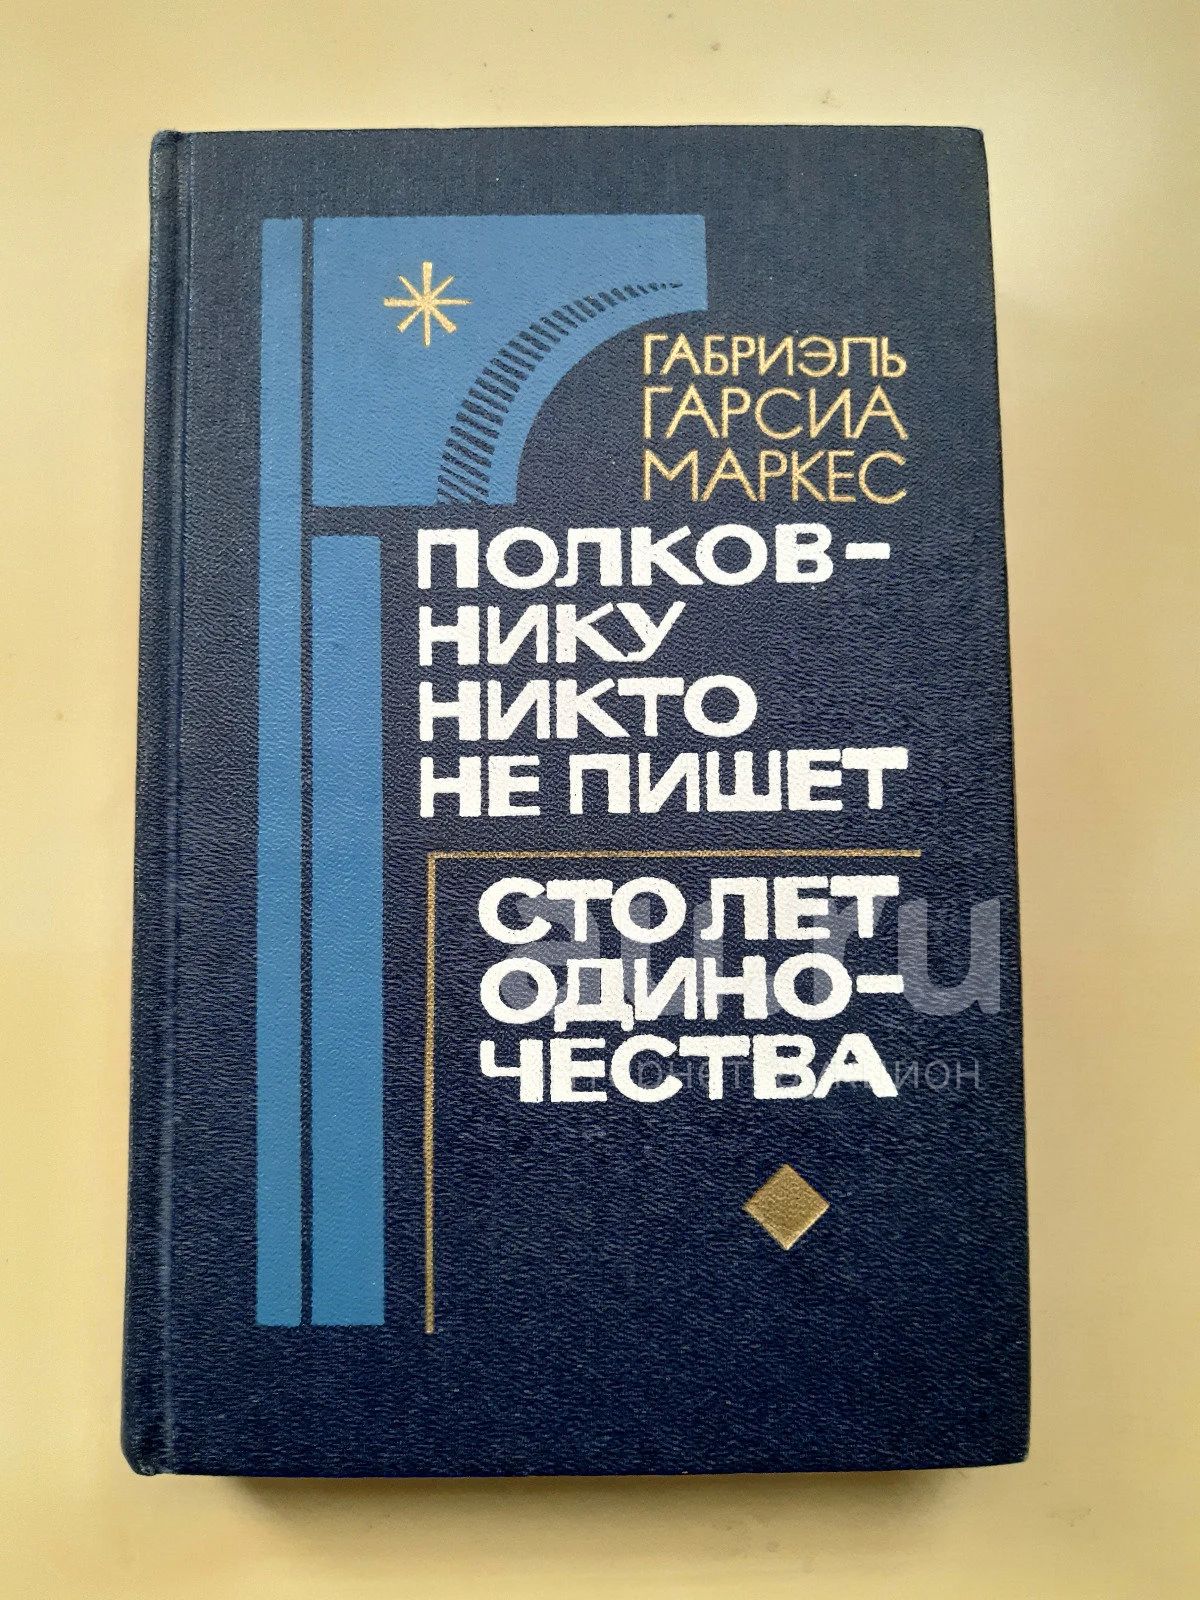 ГАБРИЭЛЬ
ГАРСИА
МАРКЕС
ПОЛКОВ-
НИКУ
НИКТО
НЕ ПИШЕТ
СТО ЛЕТ
ОДИНО-
ЧЕСТВА